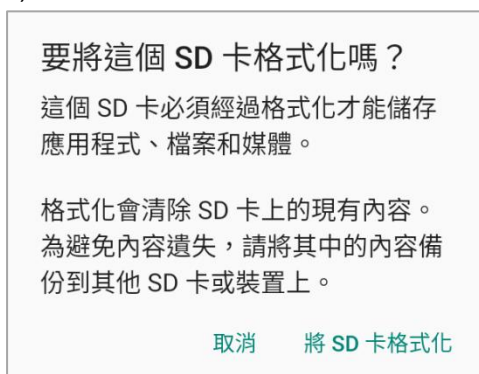 要將這個 SD 卡格式化嗎？
這個 SD 卡必須經過格式化才能儲存
應用程式、檔案和媒體。
格式化會清除 SD 卡上的現有內容。
為避免內容遺失，請將其中的內容備
份到其他 SD 卡或裝置上。
取消 將 SD 卡格式化